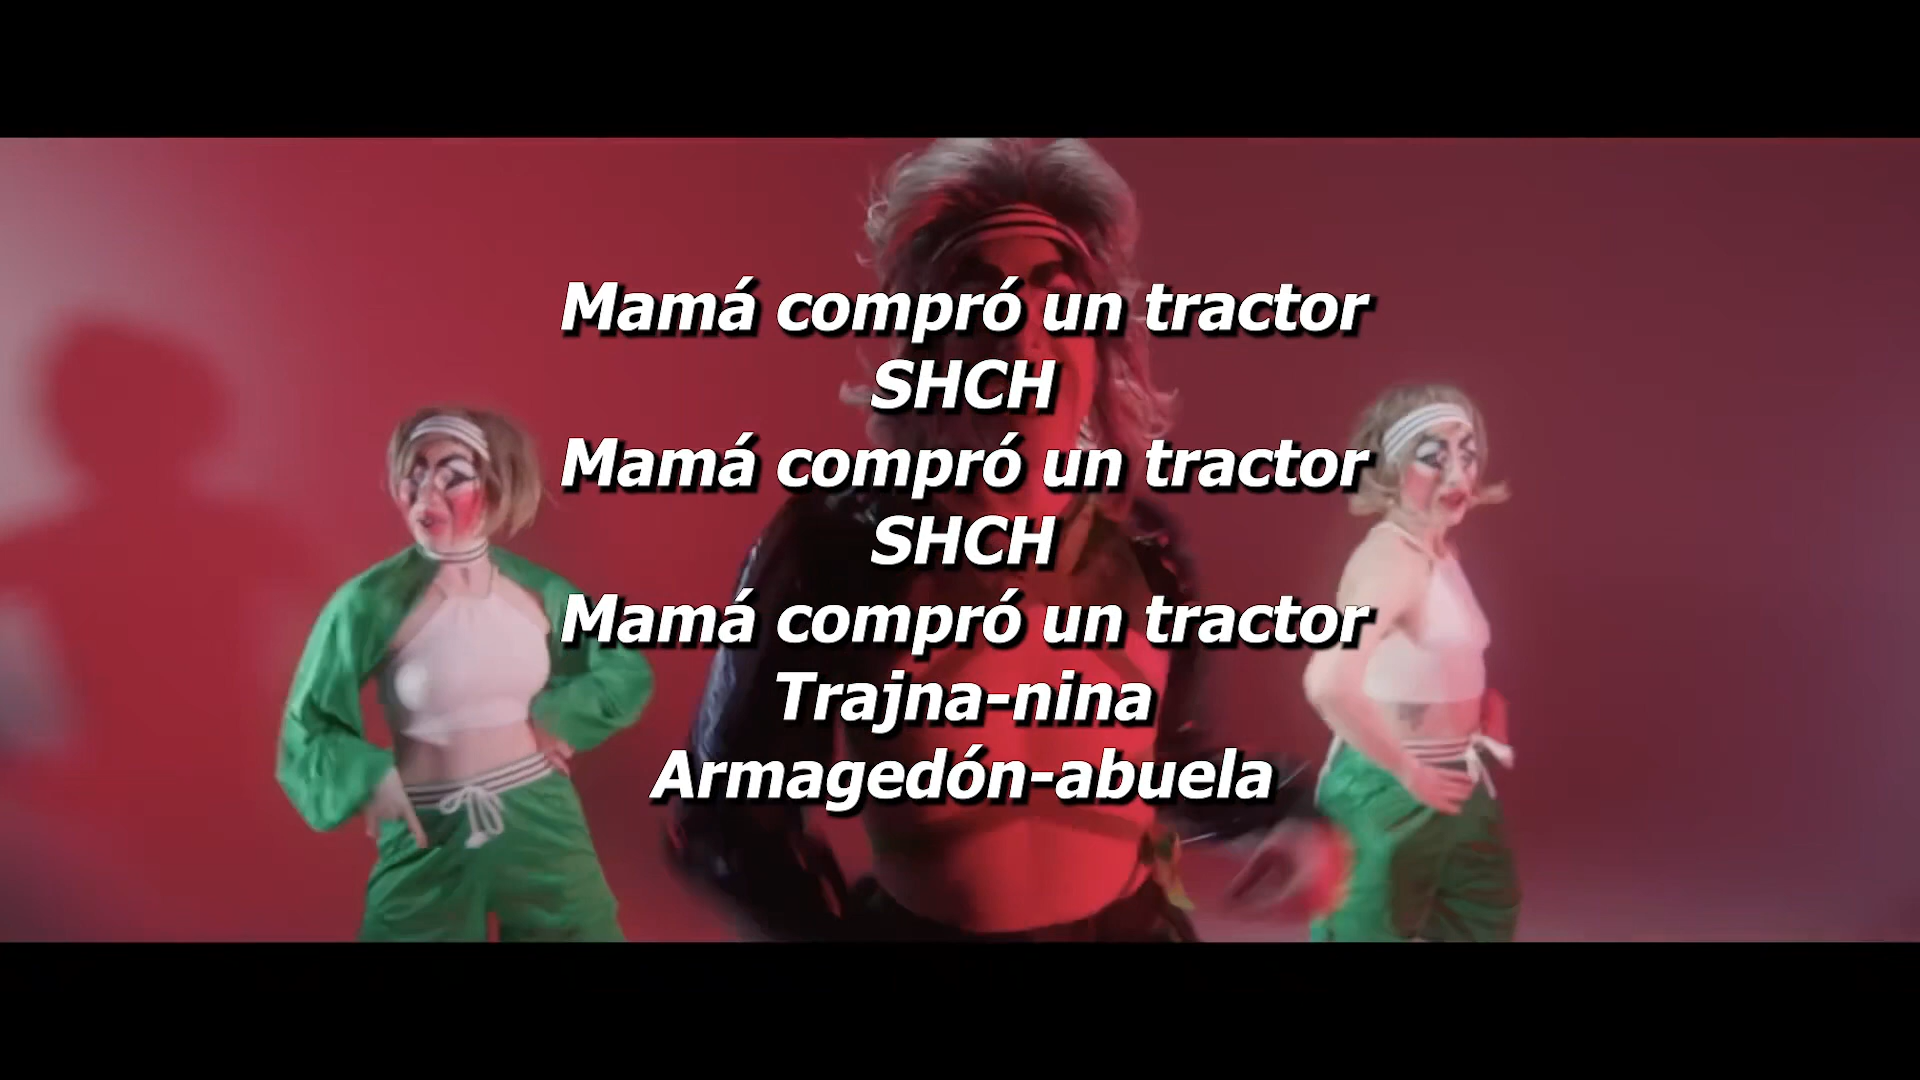 Mamá compró un tractor
SHCH
Mamá compró un tractor
SHCH
Mamá compró un tractor
Trajna-nina
Armagedón-abuela